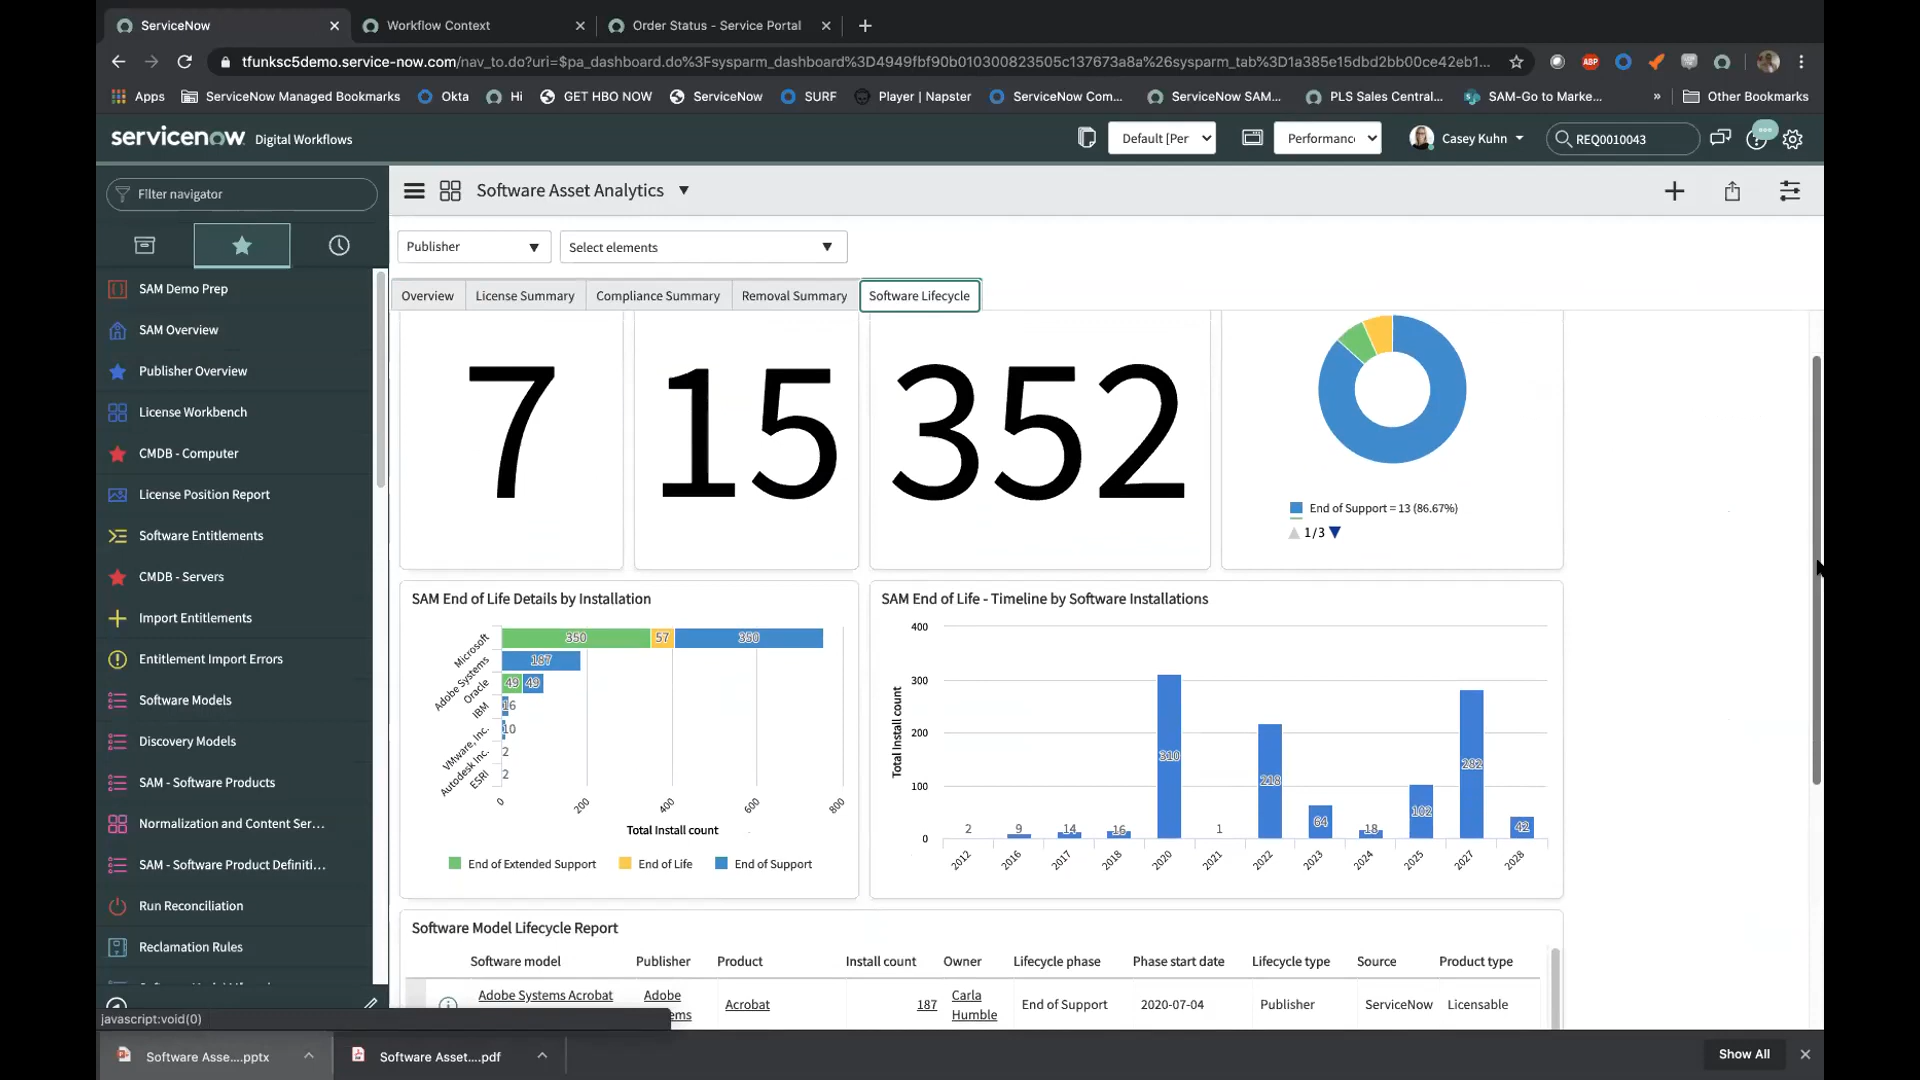 ServiceNow
Workflow Context
Order Status - Service Portal
tfunksc5demo.service-now.com/nav_to.do?uri=$pa_dashboard.do%3Fsysparm_dashboard%3D4949fbf90b010300823505c137673a8a%26sysparm_tab%3D1a385e15dbd2bb00ce42eb1...
Apps
ServiceNow Managed Bookmarks
Okta
Hi
GET HBO NOW
ServiceNow
SURF
Player | Napster
ServiceNow Com...
ServiceNow SAM...
PLS Sales Central...
SAM-Go to Marke...
»
Other Bookmarks
servicenow
Digital Workflows
Default [Per
Performanc
Casey Kuhn
REQ0010043
Filter navigator
Software Asset Analytics
Publisher
Select elements
Overview
License Summary
Compliance Summary
Removal Summary
Software Lifecycle
SAM Demo Prep
SAM Overview
Publisher Overview
License Workbench
CMDB - Computer
License Position Report
Software Entitlements
CMDB - Servers
Import Entitlements
Entitlement Import Errors
Software Models
Discovery Models
SAM - Software Products
Normalization and Content Ser...
SAM - Software Product Definiti...
Run Reconciliation
Reclamation Rules
javascript:void(0)
7
15
352
End of Support = 13 (86.67%)
1/3
SAM End of Life Details by Installation
Microsoft
350
57
350
Adobe Systems
187
Oracle
49
49
IBM
16
VMware, Inc.
10
Autodesk Inc.
2
ESRI
2
0
200
400
600
800
Total Install count
End of Extended Support
End of Life
End of Support
SAM End of Life - Timeline by Software Installations
Total Install count
400
300
200
100
0
2
9
14
16
310
1
218
64
18
102
282
42
2012
2016
2017
2018
2020
2021
2022
2023
2024
2025
2027
2028
Software Model Lifecycle Report
Software model
Publisher
Product
Install count
Owner
Lifecycle phase
Phase start date
Lifecycle type
Source
Product type
Adobe Systems Acrobat
Adobe
ems
Acrobat
187
Carla
Humble
End of Support
2020-07-04
Publisher
ServiceNow
Licensable
Software Asse....pptx
Software Asset....pdf
Show All